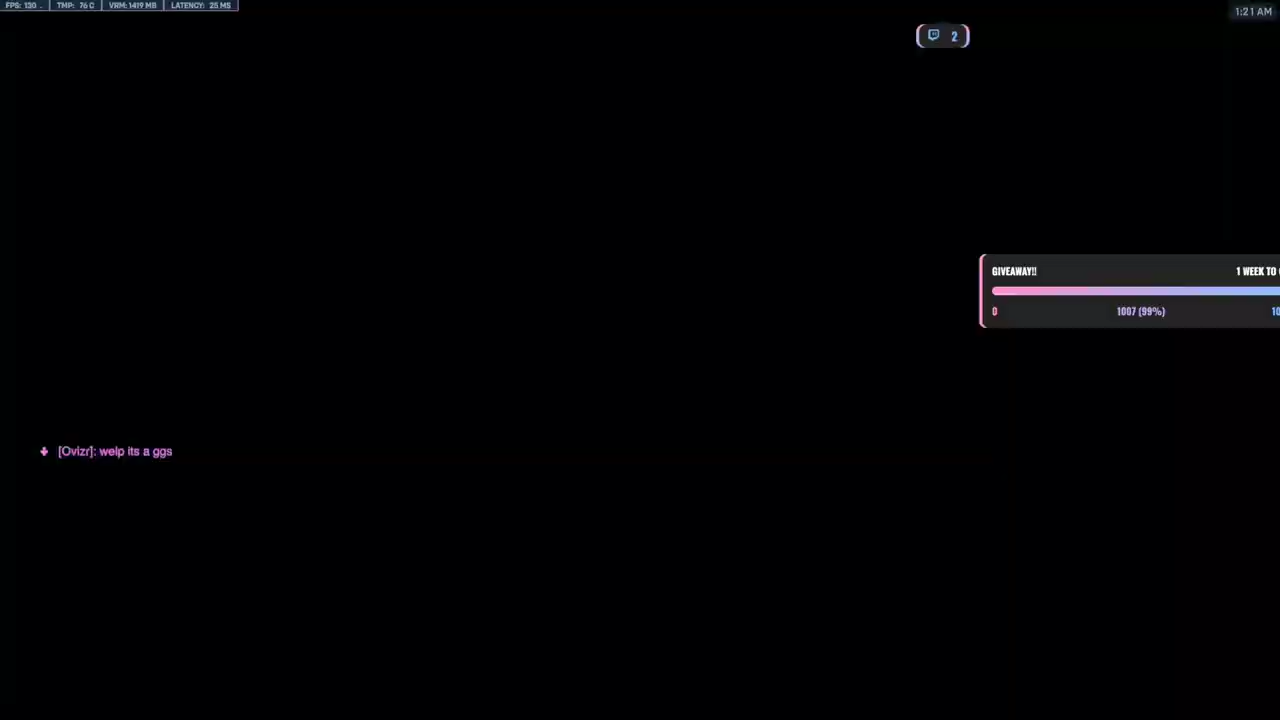 FPS: 130 . TMP: 76 C VRM: 1419 MB LATENCY: 25 MS
1:21 AM
2
GIVEAWAY!! 1 WEEK TO
0 1007 (99%) 10
[Ovizr]: welp its a ggs